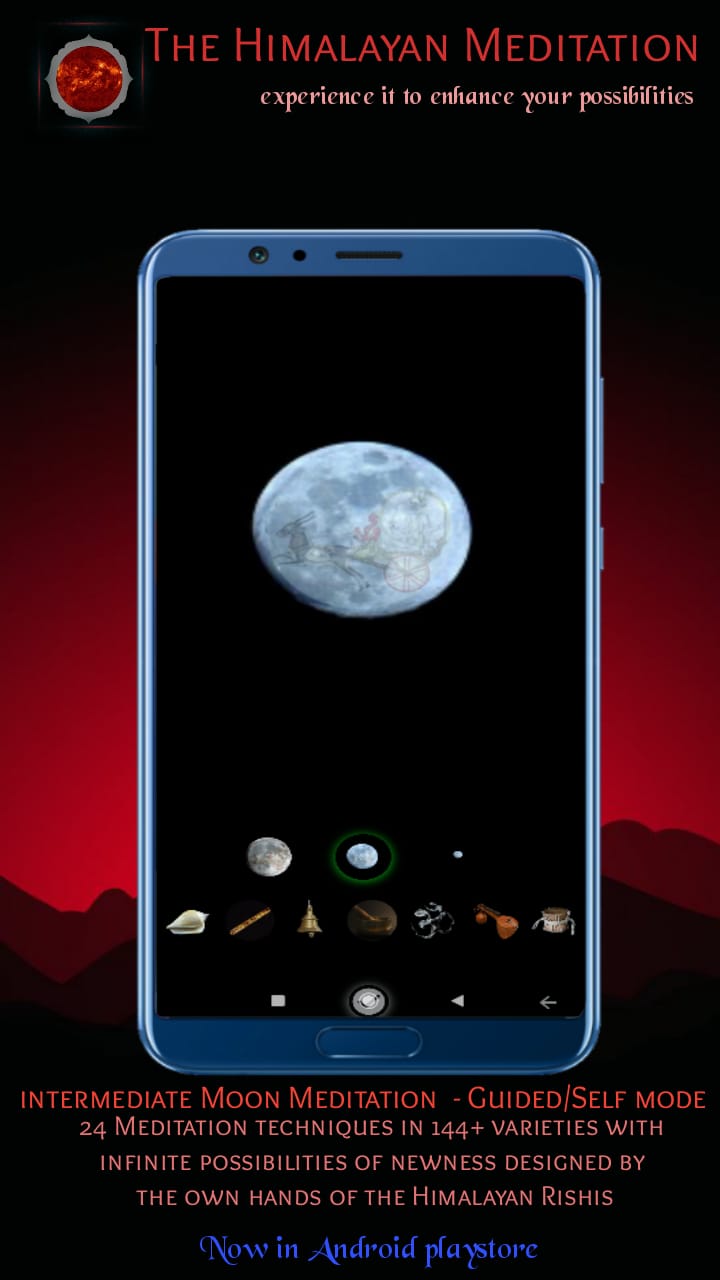 The Himalayan Meditation
experience it to enhance your possibilities
intermediate Moon Meditation - Guided/Self mode
24 Meditation techniques in 144+ varieties with
infinite possibilities of newness designed by
the own hands of the Himalayan Rishis
Now in Android playstore